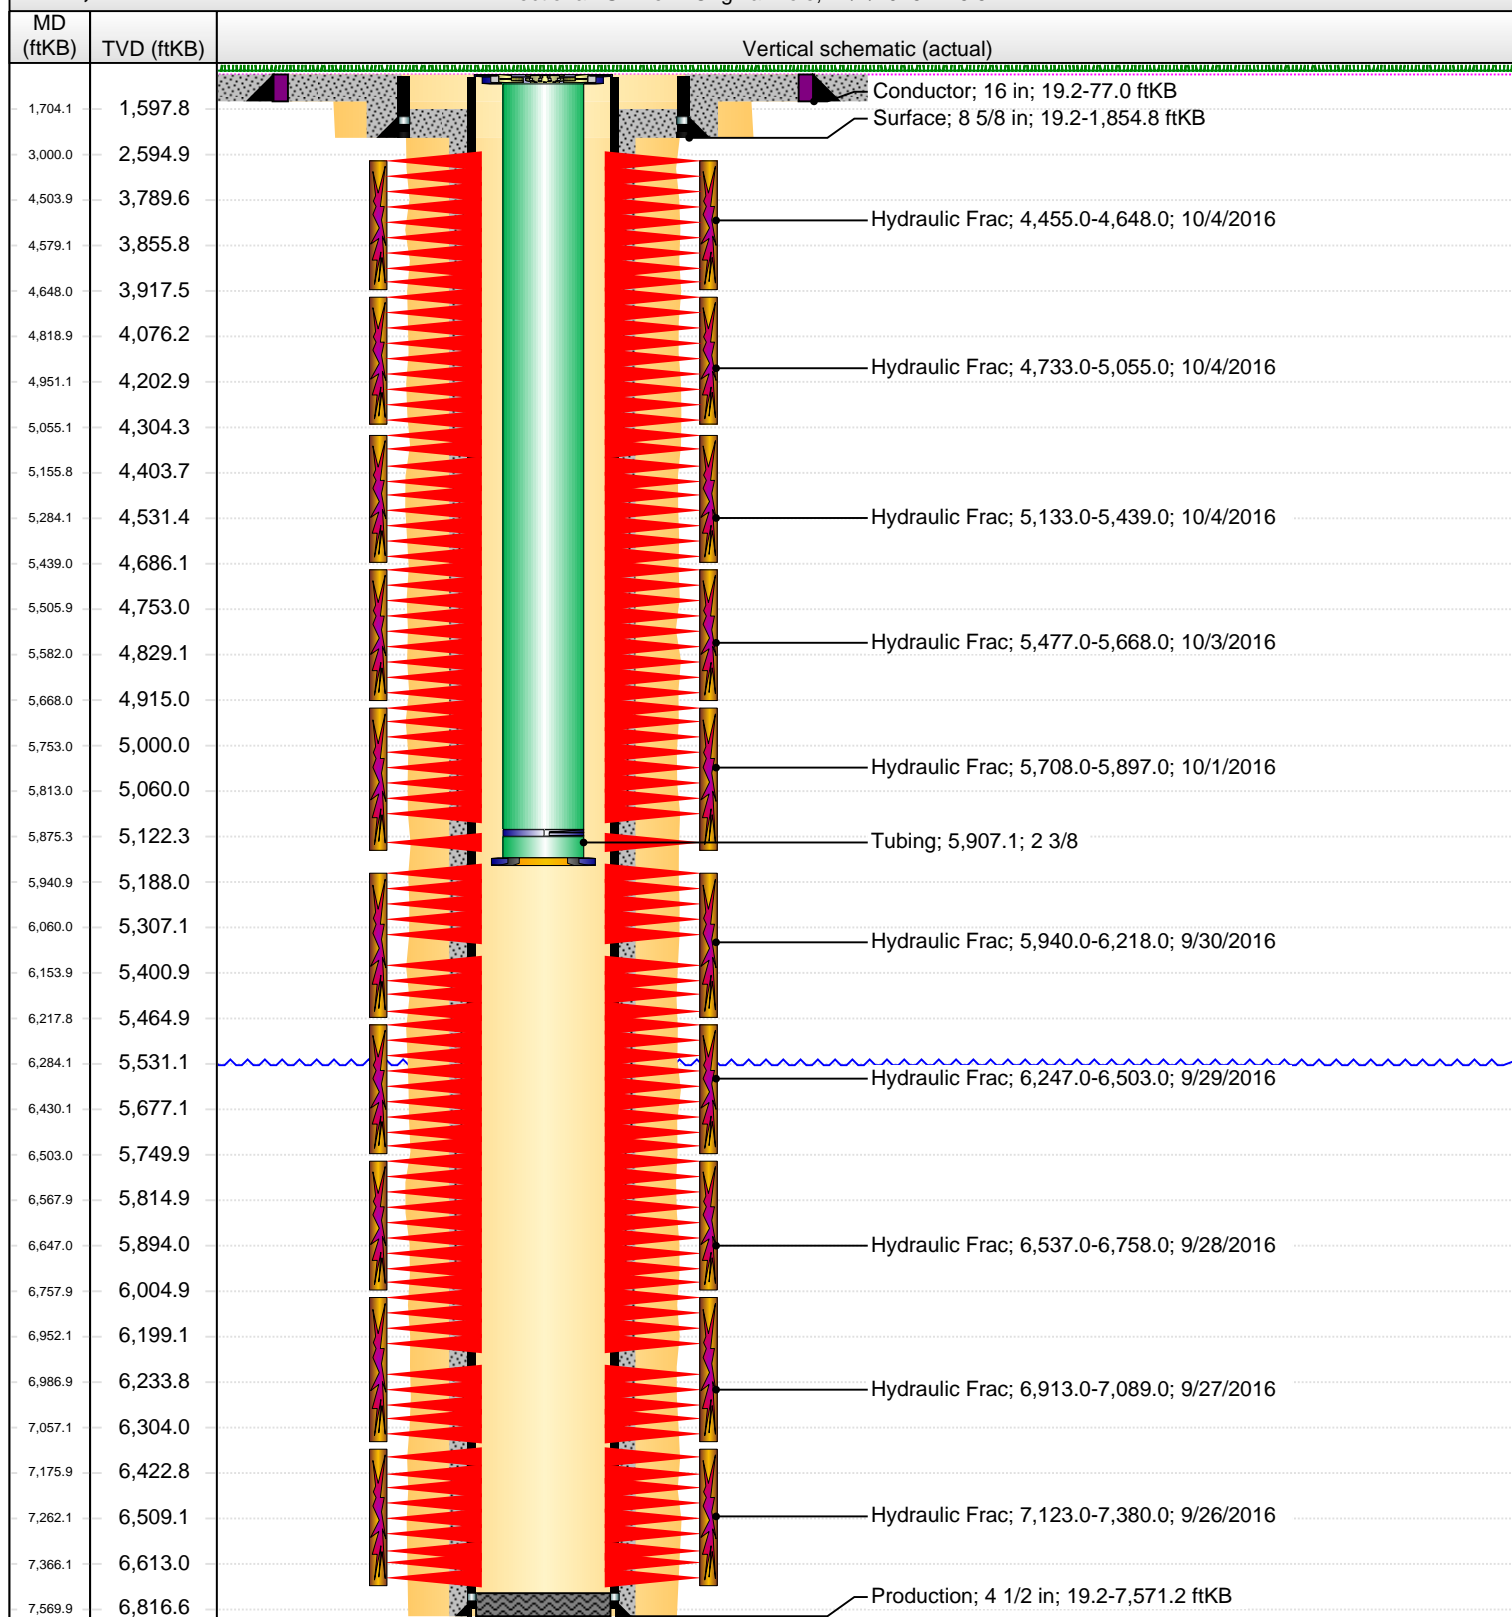 MD (ftKB) TVD (ftKB) Vertical schematic (actual)
Conductor; 16 in; 19.2-77.0 ftKB
1,704.1 1,597.8
Surface; 8 5/8 in; 19.2-1,854.8 ftKB
3,000.0 2,594.9
4,503.9 3,789.6
Hydraulic Frac; 4,455.0-4,648.0; 10/4/2016
4,579.1 3,855.8
4,648.0 3,917.5
4,818.9 4,076.2
Hydraulic Frac; 4,733.0-5,055.0; 10/4/2016
4,951.1 4,202.9
5,055.1 4,304.3
5,155.8 4,403.7
5,284.1 4,531.4 Hydraulic Frac; 5,133.0-5,439.0; 10/4/2016
5,439.0 4,686.1
5,505.9 4,753.0
Hydraulic Frac; 5,477.0-5,668.0; 10/3/2016
5,582.0 4,829.1
5,668.0 4,915.0
5,753.0 5,000.0
Hydraulic Frac; 5,708.0-5,897.0; 10/1/2016
5,813.0 5,060.0
5,875.3 5,122.3 Tubing; 5,907.1; 2 3/8
5,940.9 5,188.0
6,060.0 5,307.1
Hydraulic Frac; 5,940.0-6,218.0; 9/30/2016
6,153.9 5,400.9
6,217.8 5,464.9
6,284.1 5,531.1
Hydraulic Frac; 6,247.0-6,503.0; 9/29/2016
6,430.1 5,677.1
6,503.0 5,749.9
6,567.9 5,814.9
6,647.0 5,894.0 Hydraulic Frac; 6,537.0-6,758.0; 9/28/2016
6,757.9 6,004.9
6,952.1 6,199.1
6,986.9 6,233.8 Hydraulic Frac; 6,913.0-7,089.0; 9/27/2016
7,057.1 6,304.0
7,175.9 6,422.8
7,262.1 6,509.1 Hydraulic Frac; 7,123.0-7,380.0; 9/26/2016
7,366.1 6,613.0
Production; 4 1/2 in; 19.2-7,571.2 ftKB
7,569.9 6,816.6